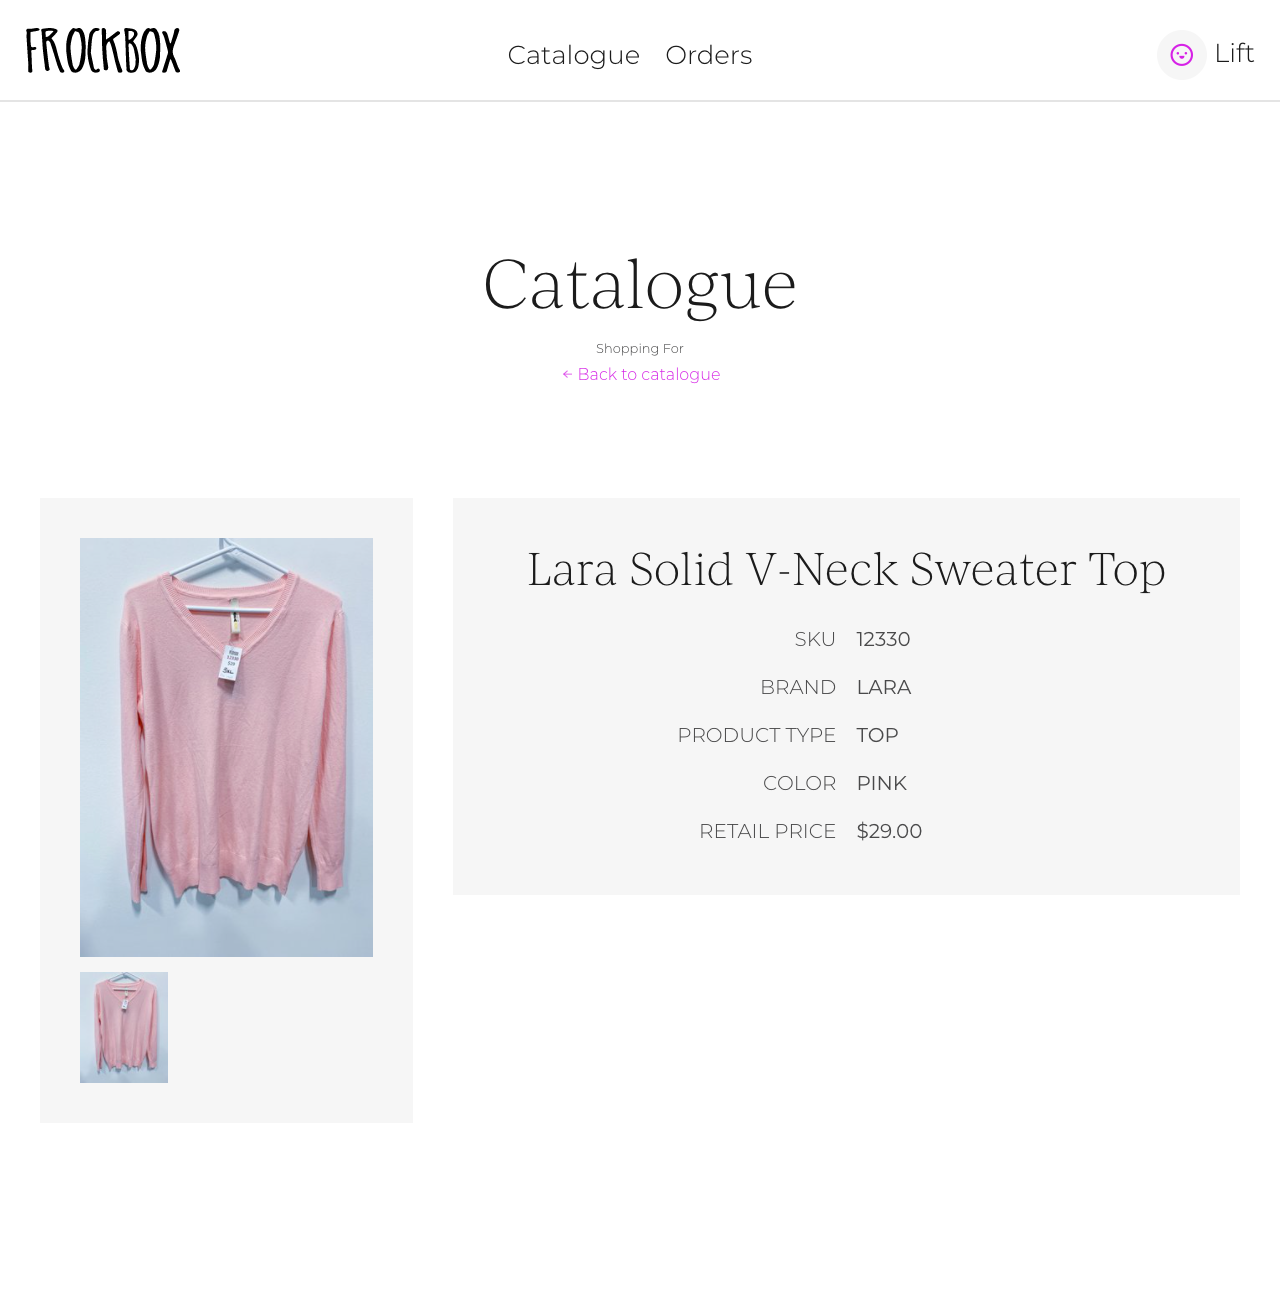 FROCKBOX
Catalogue Orders
Lift
Catalogue
Shopping For
← Back to catalogue
Lara Solid V-Neck Sweater Top
SKU 12330
BRAND LARA
PRODUCT TYPE TOP
COLOR PINK
RETAIL PRICE $29.00